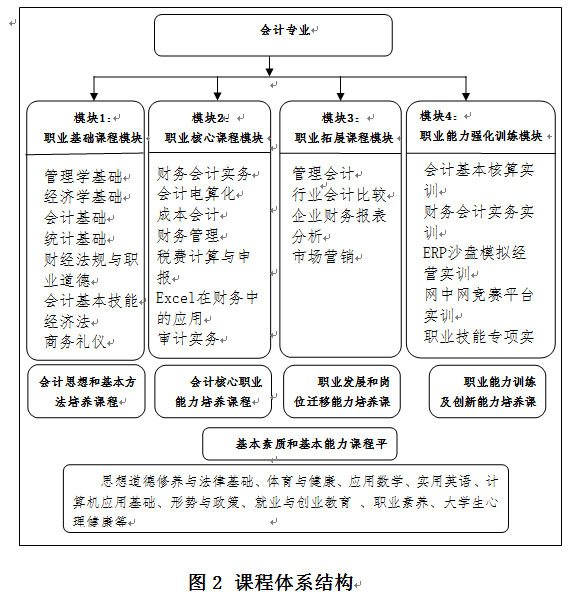 会计专业
模块1：
职业基础课程模块
管理学基础
经济学基础
会计基础
统计基础
财经法规与职
业道德
会计基本技能
经济法
商务礼仪
模块2：
职业核心课程模块
财务会计实务
会计电算化
成本会计
财务管理
税费计算与申
报
Excel在财务中
的应用
审计实务
模块3：
职业拓展课程模块
管理会计
行业会计比较
企业财务报表
分析
市场营销
模块4：
职业能力强化训练模块
会计基本核算实
训
财务会计实务实
训
ERP沙盘模拟经
营实训
网中网竞赛平台
实训
职业技能专项实
会计思想和基本方
法培养课程
会计核心职业
能力培养课程
职业发展和岗
位迁移能力培养课
职业能力训练
及创新能力培养课
基本素质和基本能力课程平
思想道德修养与法律基础、体育与健康、应用数学、实用英语、计
算机应用基础、形势与政策、就业与创业教育 、职业素养、大学生心
理健康等
图 2 课程体系结构